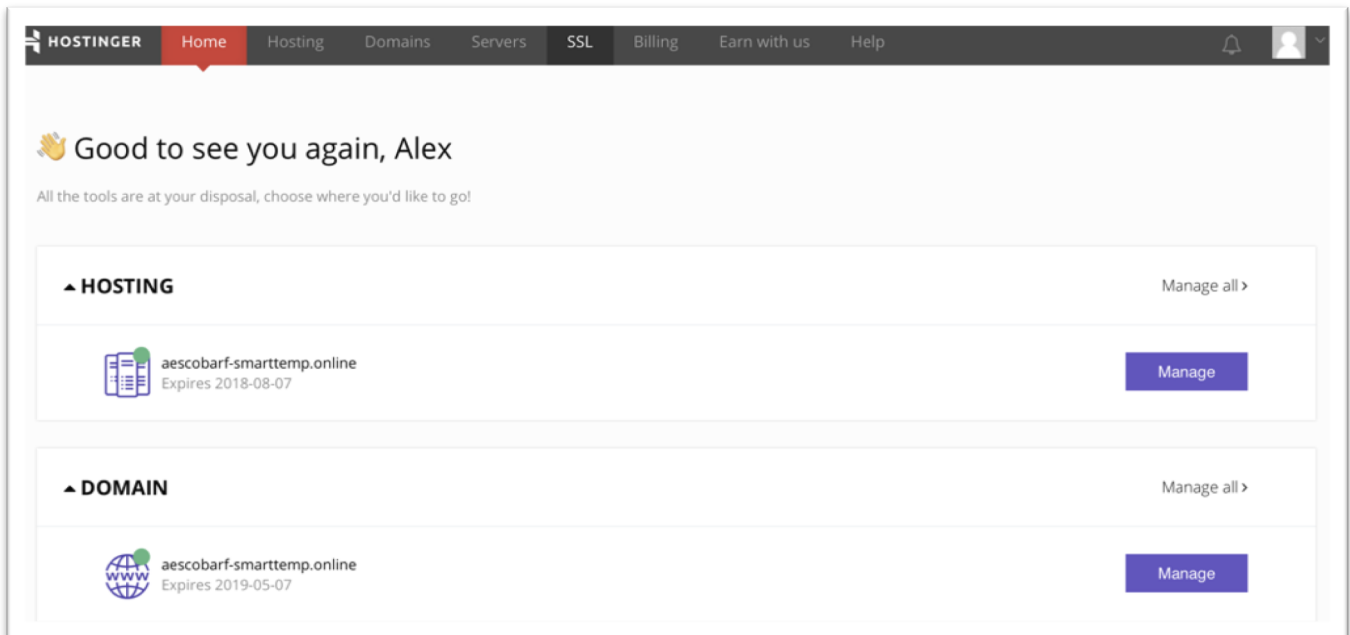 HOSTINGER Home Hosting Domains Servers SSL Billing Earn with us Help
Good to see you again, Alex
All the tools are at your disposal, choose where you'd like to go!
HOSTING Manage all
aescobarf-smarttemp.online
Expires 2018-08-07
Manage
DOMAIN Manage all
www
aescobarf-smarttemp.online
Expires 2019-05-07
Manage